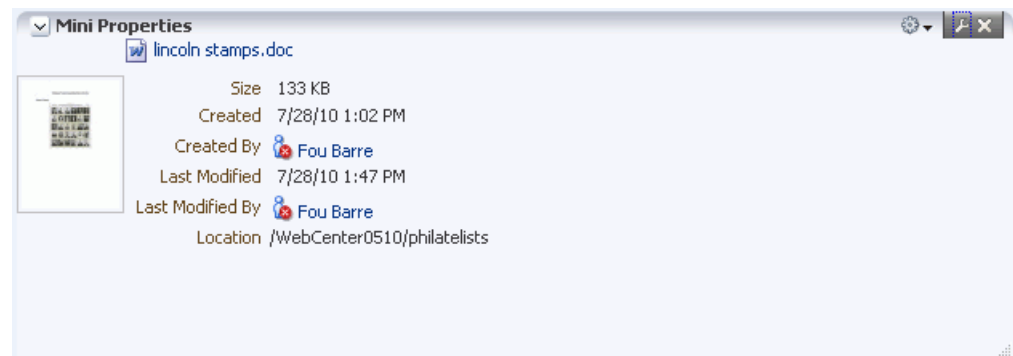 Mini Properties
lincoln stamps.doc
Size 133 KB
Created 7/28/10 1:02 PM
Created By Fou Barre
Last Modified 7/28/10 1:47 PM
Last Modified By Fou Barre
Location /WebCenter0510/philatelists